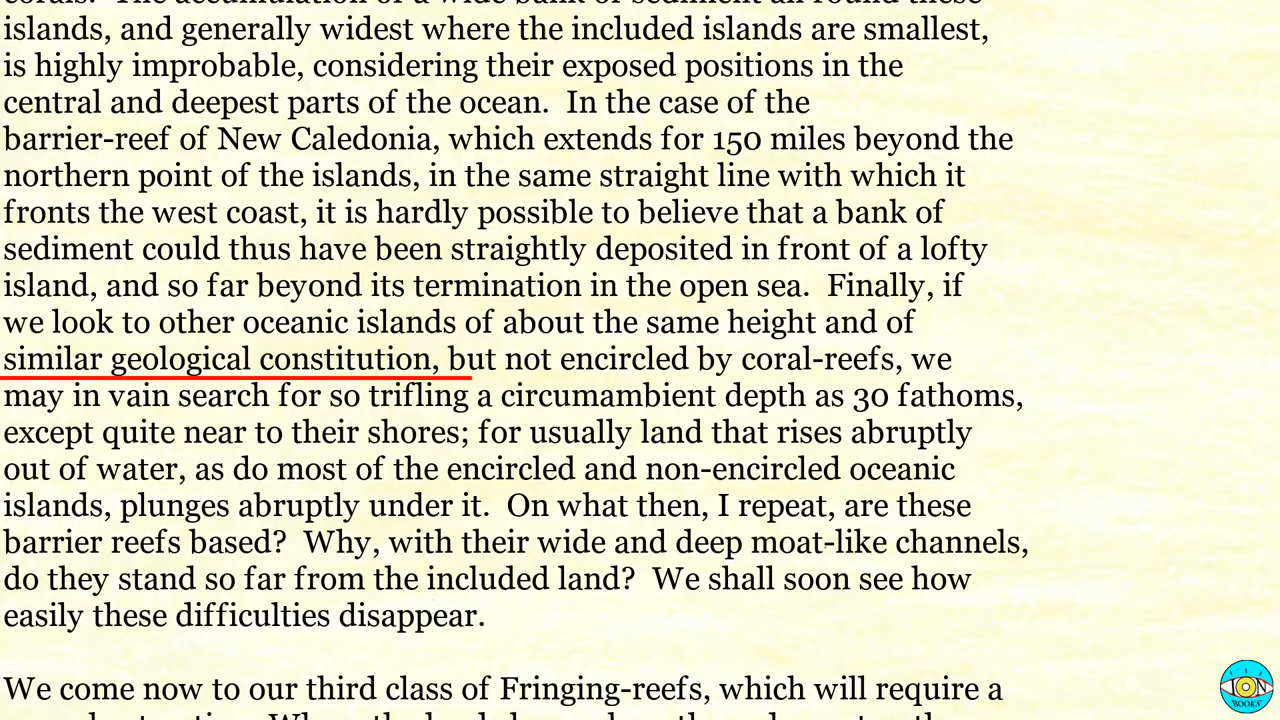 islands, and generally widest where the included islands are smallest,
is highly improbable, considering their exposed positions in the
central and deepest parts of the ocean.  In the case of the
barrier-reef of New Caledonia, which extends for 150 miles beyond the
northern point of the islands, in the same straight line with which it
fronts the west coast, it is hardly possible to believe that a bank of
sediment could thus have been straightly deposited in front of a lofty
island, and so far beyond its termination in the open sea.  Finally, if
we look to other oceanic islands of about the same height and of
similar geological constitution, but not encircled by coral-reefs, we
may in vain search for so trifling a circumambient depth as 30 fathoms,
except quite near to their shores; for usually land that rises abruptly
out of water, as do most of the encircled and non-encircled oceanic
islands, plunges abruptly under it.  On what then, I repeat, are these
barrier reefs based?  Why, with their wide and deep moat-like channels,
do they stand so far from the included land?  We shall soon see how
easily these difficulties disappear.
We come now to our third class of Fringing-reefs, which will require a
ION
BOOKS